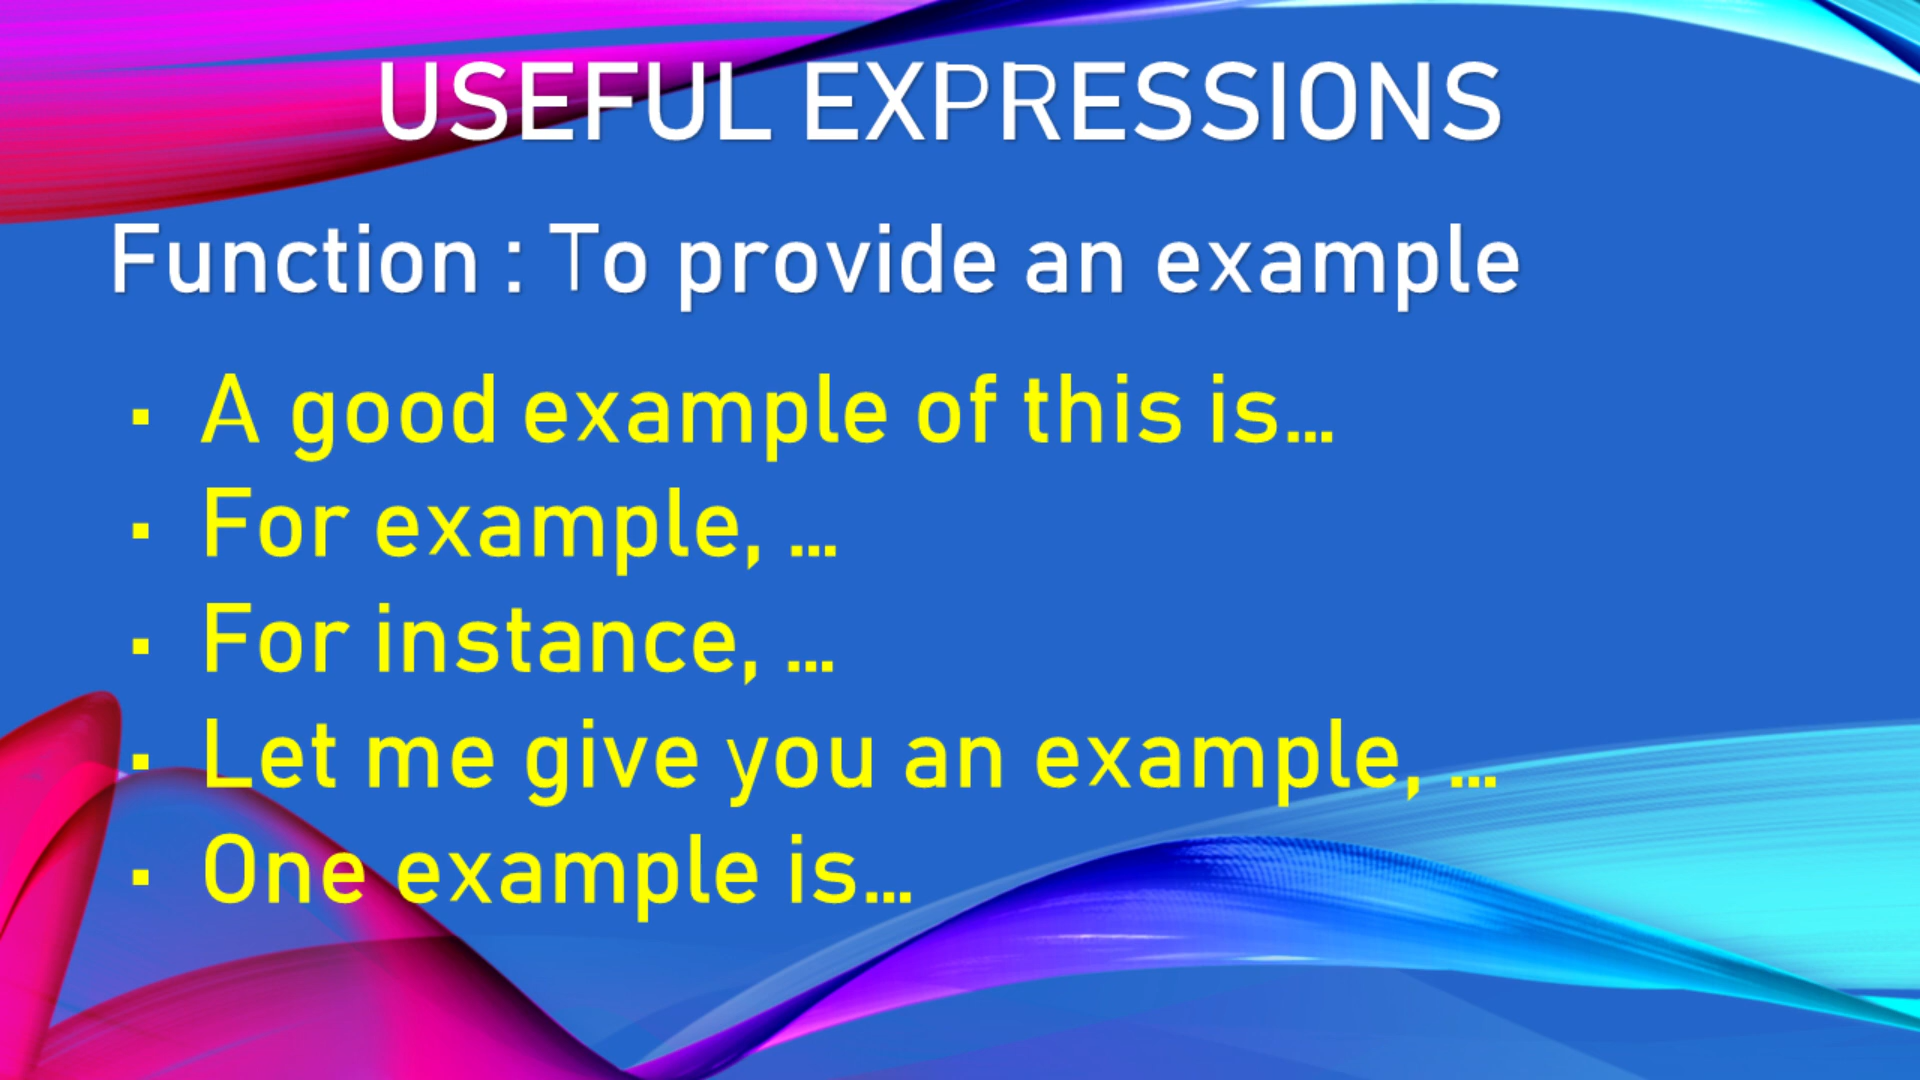 USEFUL EXPRESSIONS
Function : To provide an example
▪ A good example of this is...
▪ For example, ...
▪ For instance, ...
▪ Let me give you an example, ...
▪ One example is...